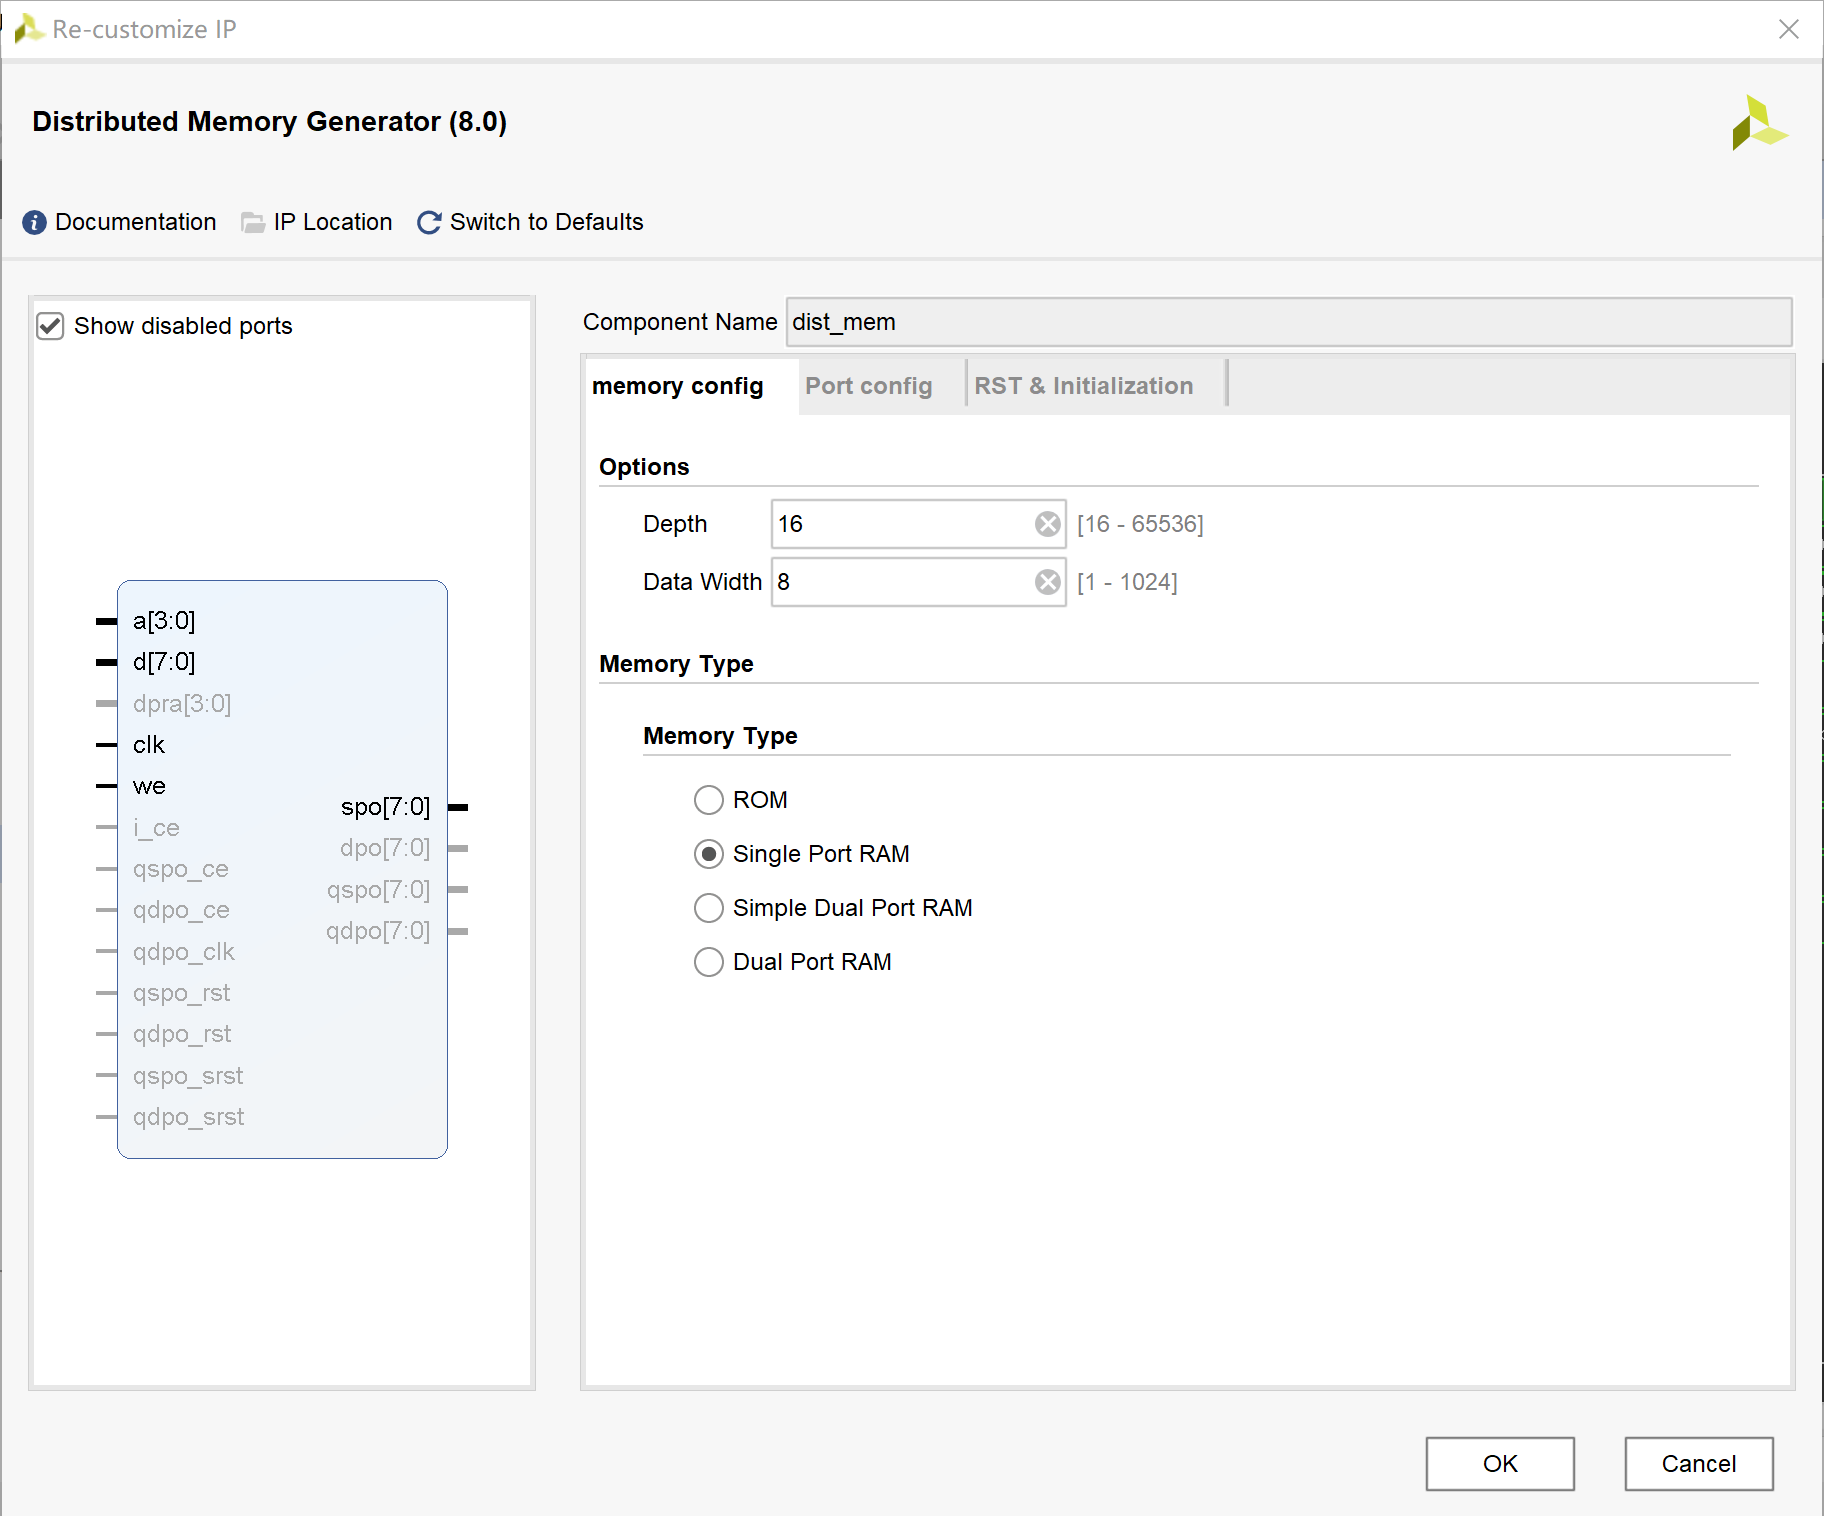 Re-customize IP
Distributed Memory Generator (8.0)
Documentation IP Location Switch to Defaults
Show disabled ports
a[3:0]
d[7:0]
dpra[3:0]
clk
we
i_ce
qspo_ce
qdpo_ce
qdpo_clk
qspo_rst
qdpo_rst
qspo_srst
qdpo_srst
spo[7:0]
dpo[7:0]
qspo[7:0]
qdpo[7:0]
Component Name dist_mem
memory config Port config RST & Initialization
Options
Depth 16 [16 - 65536]
Data Width 8 [1 - 1024]
Memory Type
Memory Type
ROM
Single Port RAM
Simple Dual Port RAM
Dual Port RAM
OK Cancel